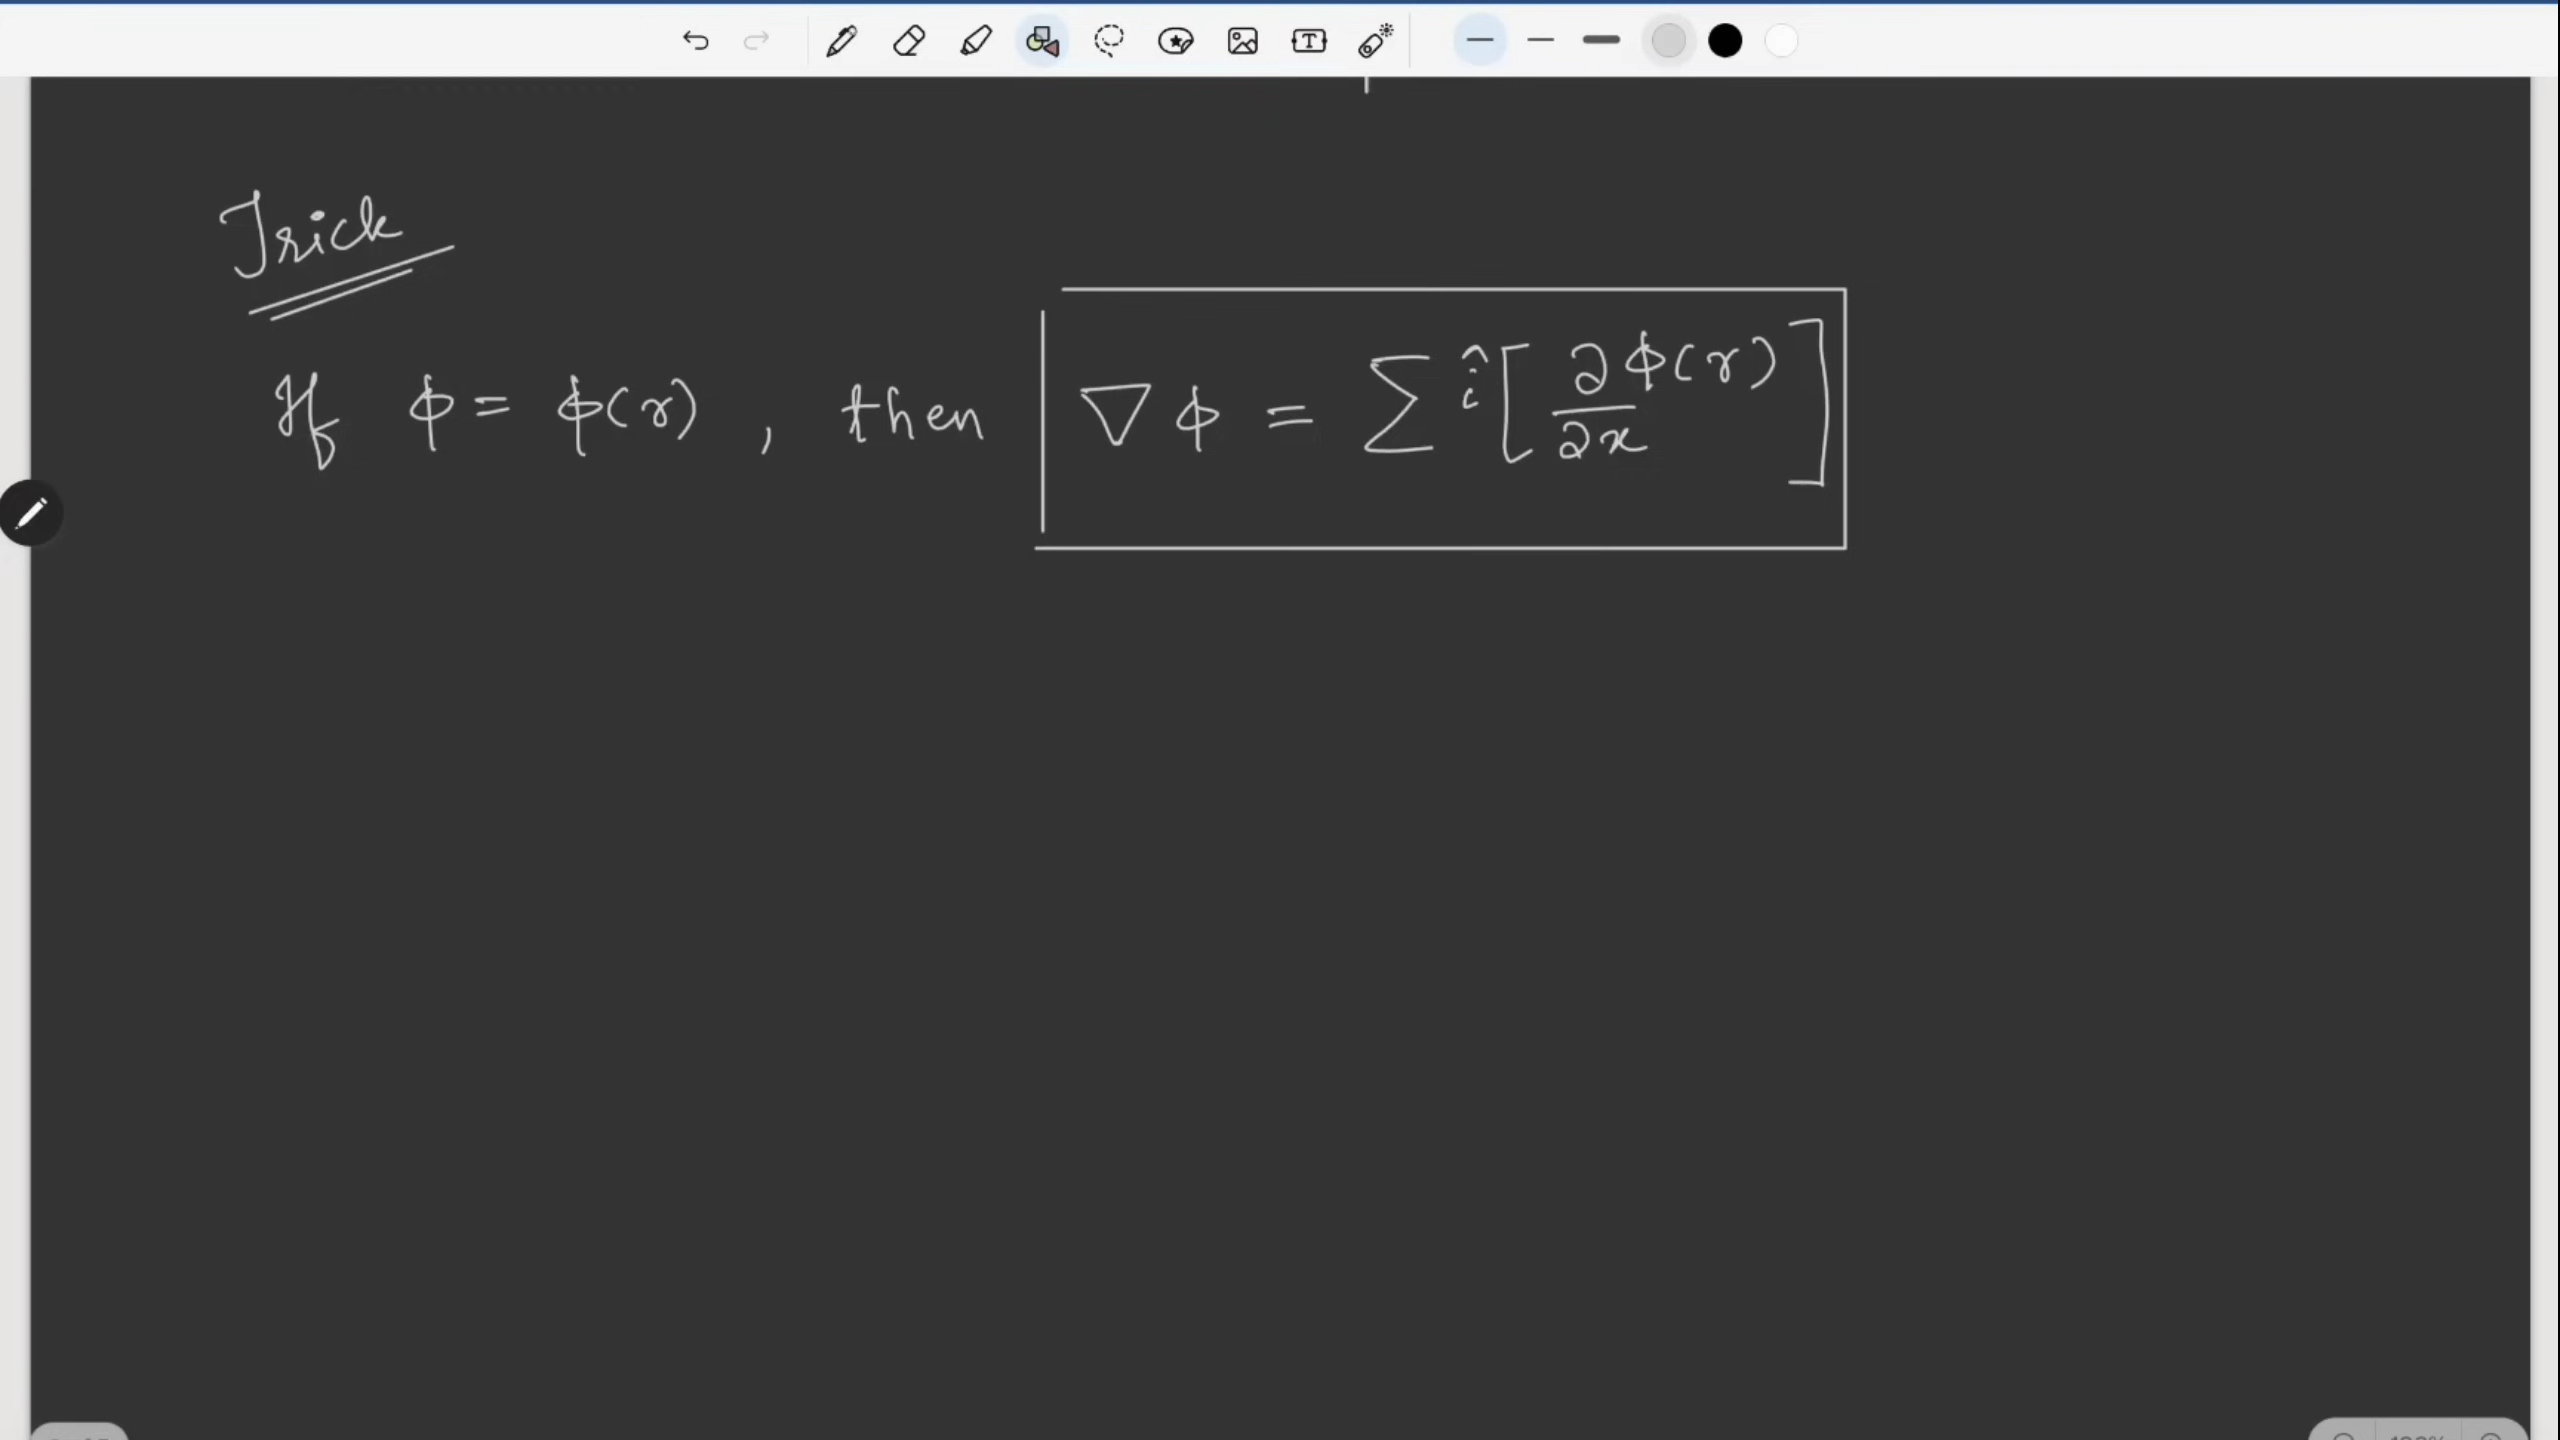 Trick
If ϕ = ϕ(r), then ∇ϕ = ∑ î [∂ϕ(r)/∂x]